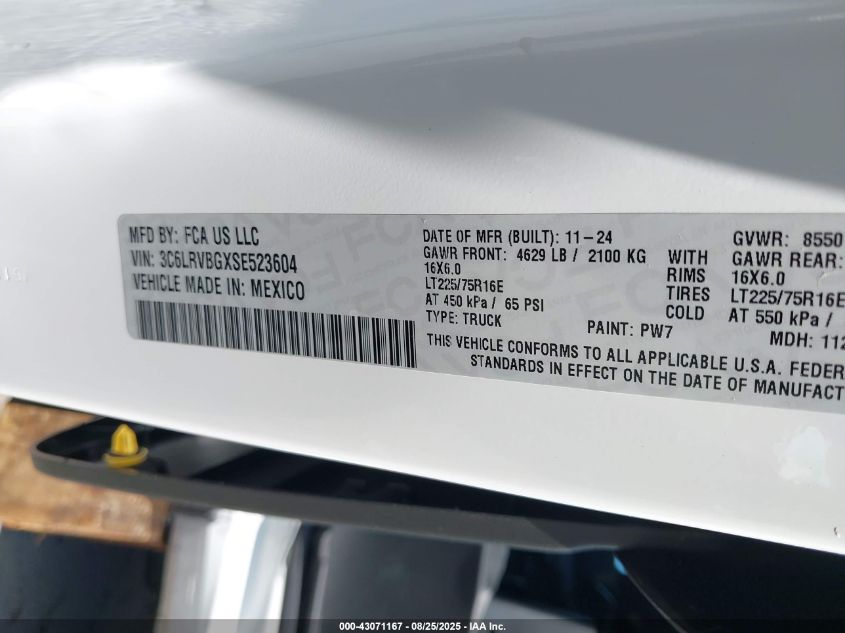 MFD BY: FCA US LLC
VIN: 3C6LRVBGXSE523604
VEHICLE MADE IN: MEXICO
DATE OF MFR (BUILT): 11-24
GAWR FRONT: 4629 LB / 2100 KG
16X6.0
LT225/75R16E
AT 450 kPa / 65 PSI
TYPE: TRUCK
PAINT: PW7
WITH
RIMS
TIRES
COLD
GVWR: 8550
GAWR REAR:
16X6.0
LT225/75R16E
AT 550 kPa /
MDH: 112
THIS VEHICLE CONFORMS TO ALL APPLICABLE U.S.A. FEDER
STANDARDS IN EFFECT ON THE DATE OF MANUFACT
000-43071167 - 08/25/2025 - IAA Inc.